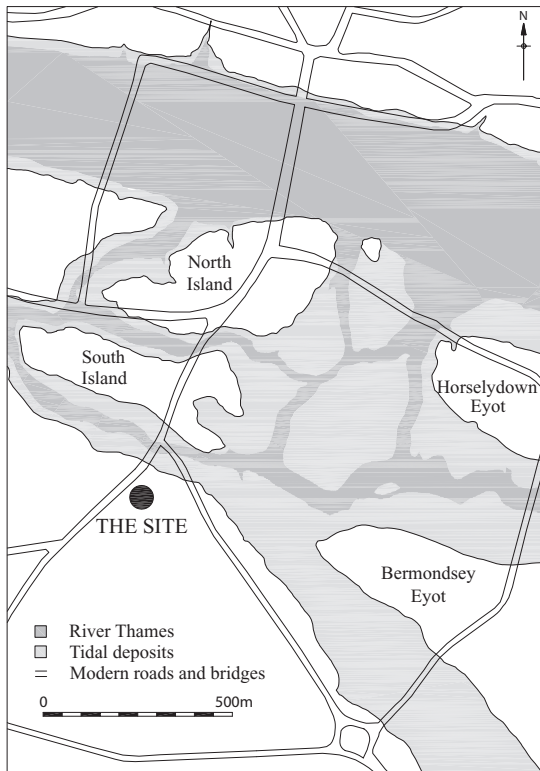 N
North
Island
South
Island
Horselydown
Eyot
THE SITE
Bermondsey
Eyot
River Thames
Tidal deposits
Modern roads and bridges
0 500m